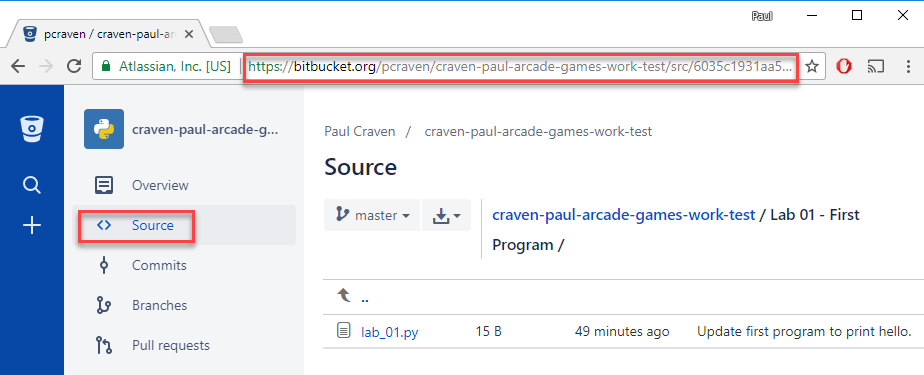 Paul
pcraven / craven-paul-ar
Atlassian, Inc. [US] https://bitbucket.org/pcraven/craven-paul-arcade-games-work-test/src/6035c1931aa5...
craven-paul-arcade-g...
Overview
Source
Commits
Branches
Pull requests
Paul Craven / craven-paul-arcade-games-work-test
Source
master
craven-paul-arcade-games-work-test / Lab 01 - First
Program /
..
lab_01.py 15 B 49 minutes ago Update first program to print hello.